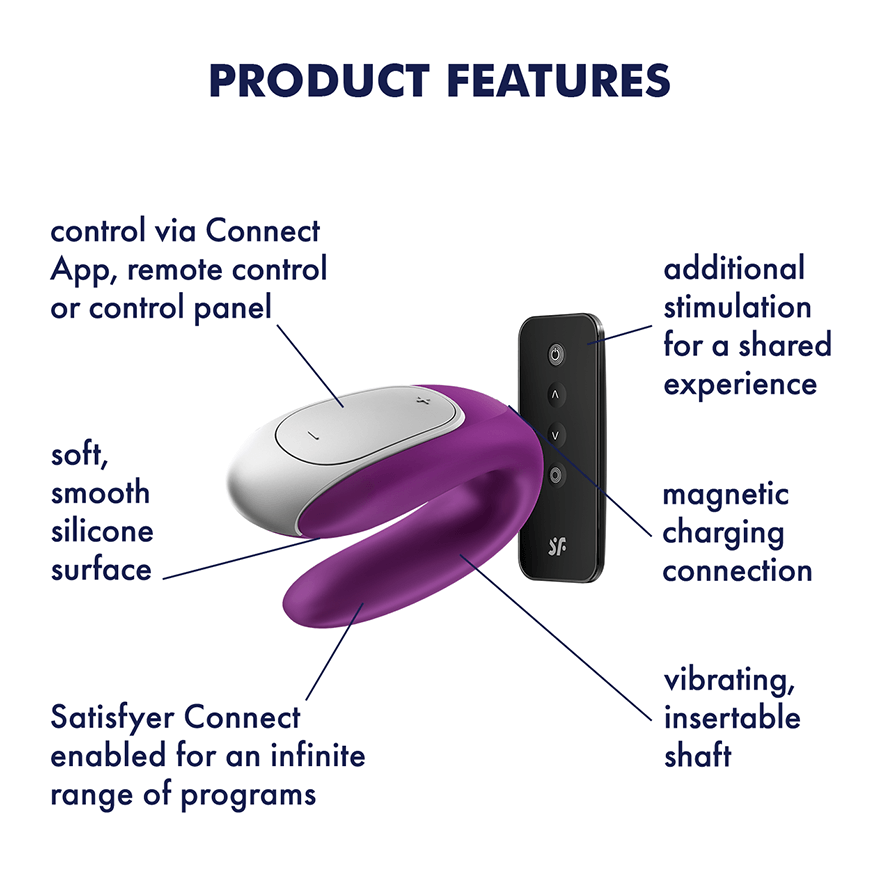 PRODUCT FEATURES
control via Connect
App, remote control
or control panel
additional
stimulation
for a shared
experience
soft,
smooth
silicone
surface
magnetic
charging
connection
Satisfyer Connect
enabled for an infinite
range of programs
vibrating,
insertable
shaft
+
–
SF